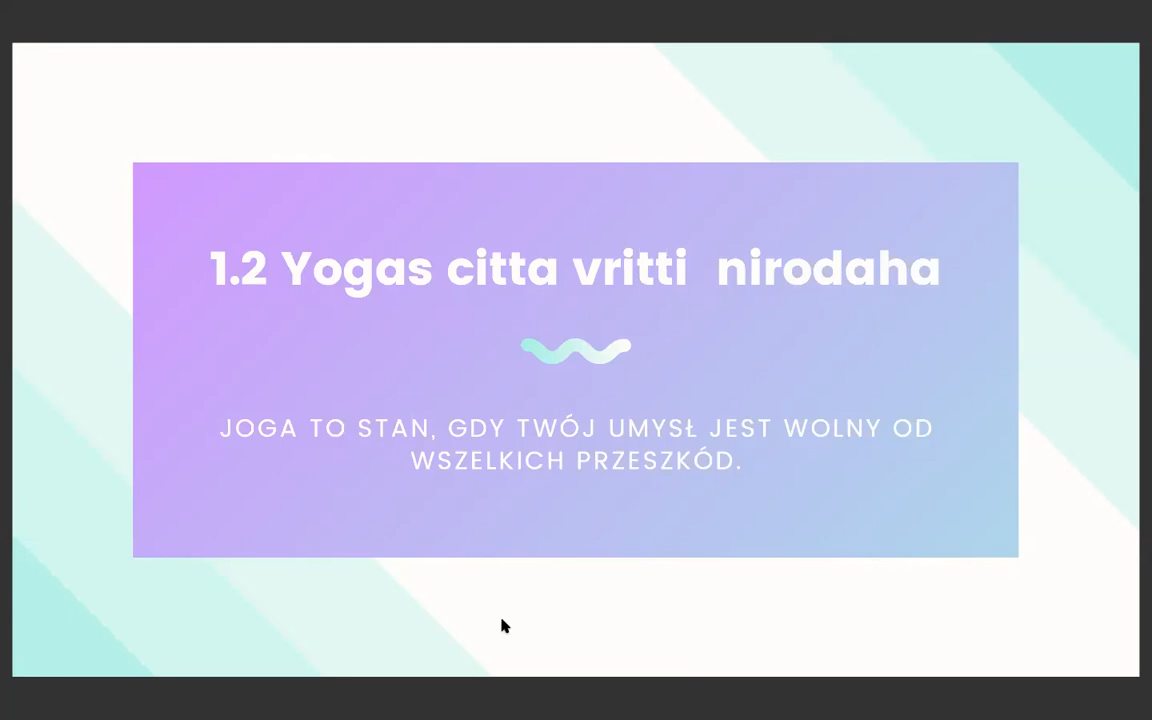 1.2 Yogas citta vritti  nirodaha
JOGA TO STAN, GDY TWÓJ UMYSŁ JEST WOLNY OD
WSZELKICH PRZESZKÓD.